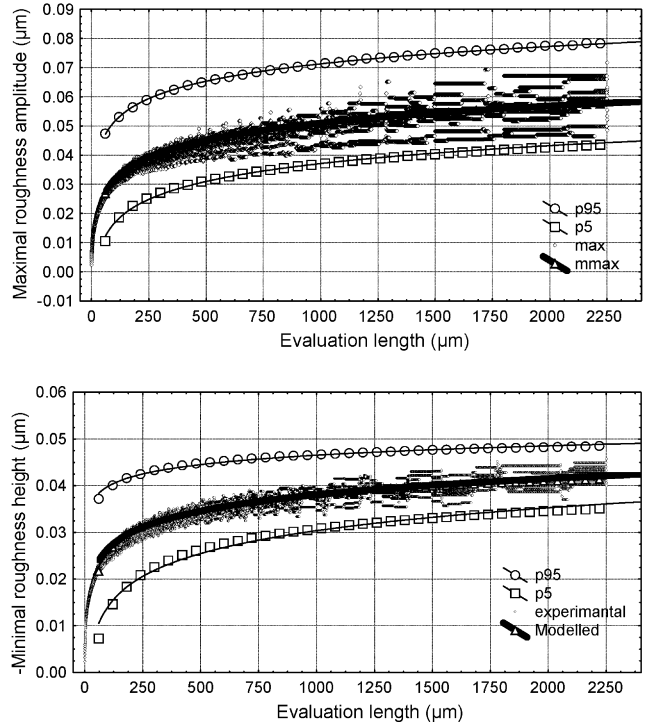 0.09
0.08
0.07
0.06
0.05
0.04
0.03
0.02
0.01
0.00
-0.01
Maximal roughness amplitude (µm)
p95
p5
max
mmax
0 250 500 750 1000 1250 1500 1750 2000 2250
Evaluation length (µm)
0.06
0.05
0.04
0.03
0.02
0.01
0.00
-Minimal roughness height (µm)
p95
p5
experimantal
Modelled
0 250 500 750 1000 1250 1500 1750 2000 2250
Evaluation length (µm)